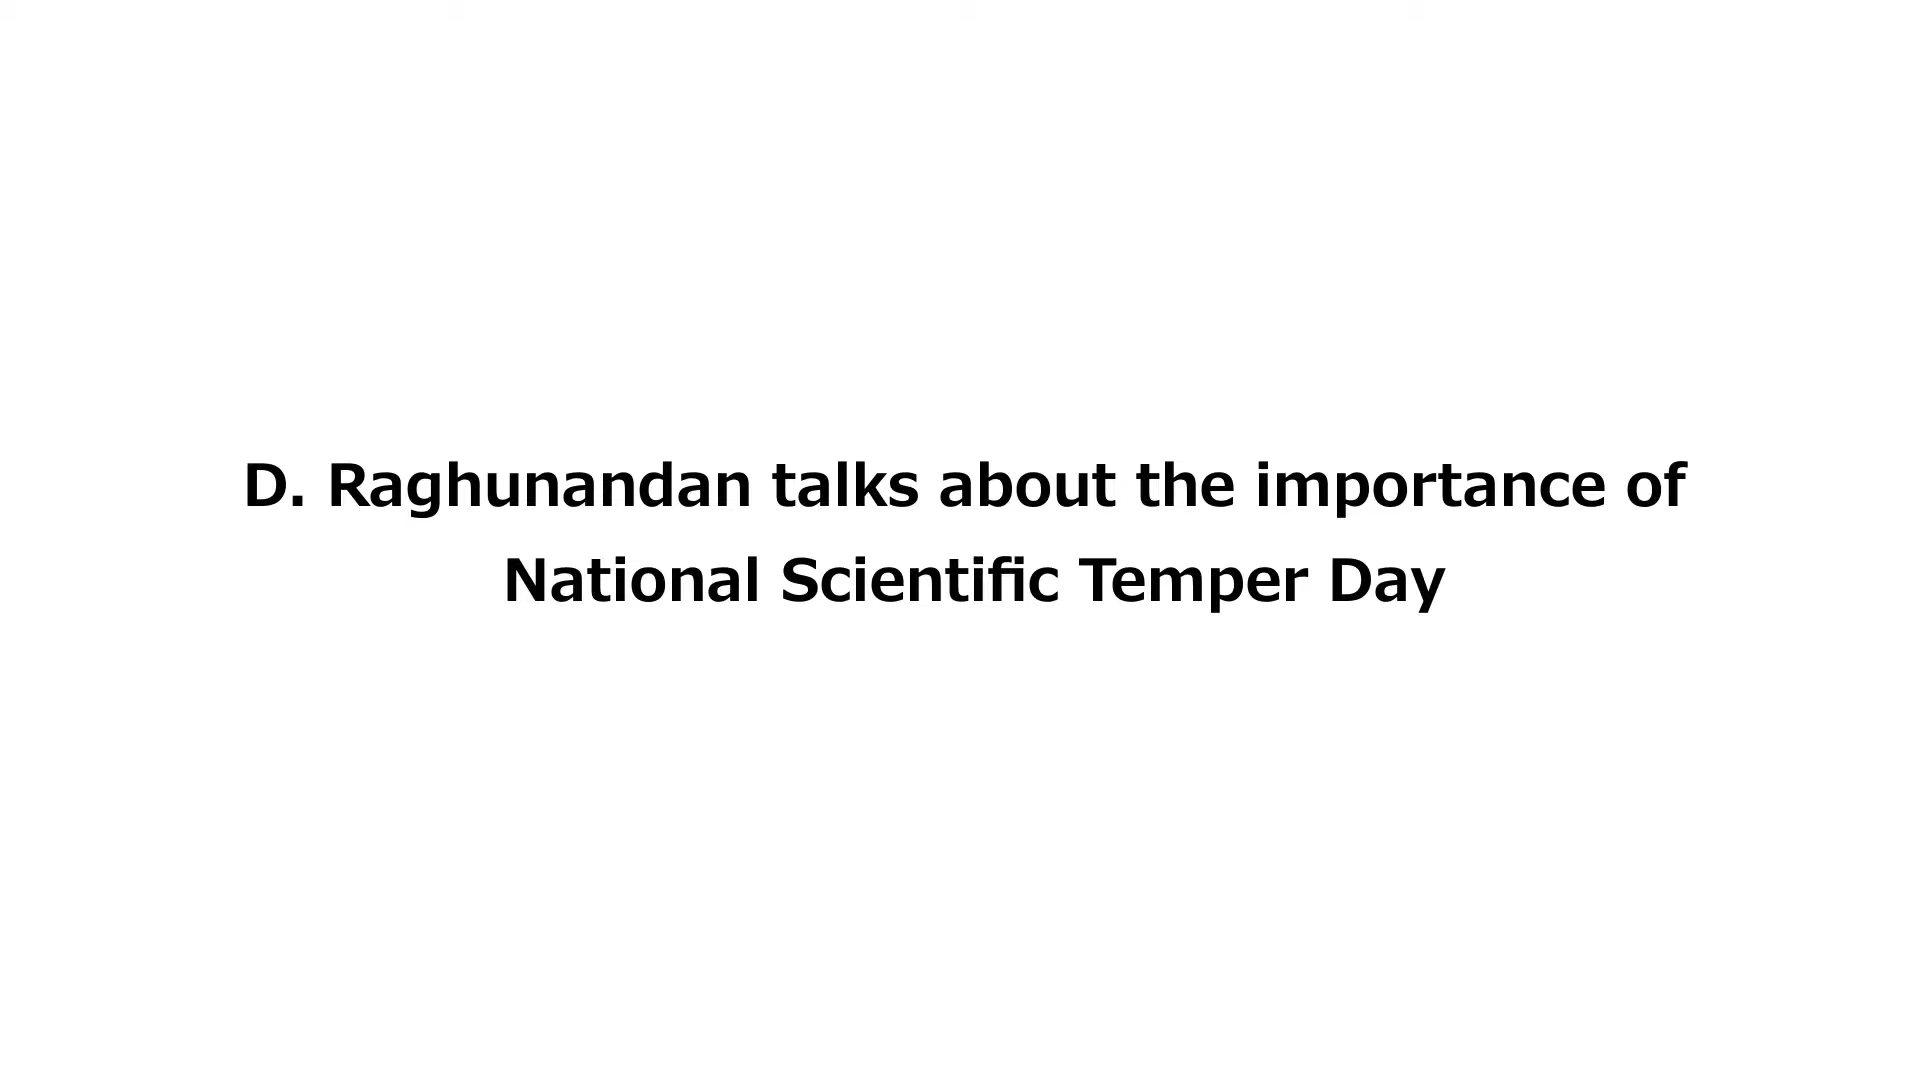 D. Raghunandan talks about the importance of
National Scientific Temper Day